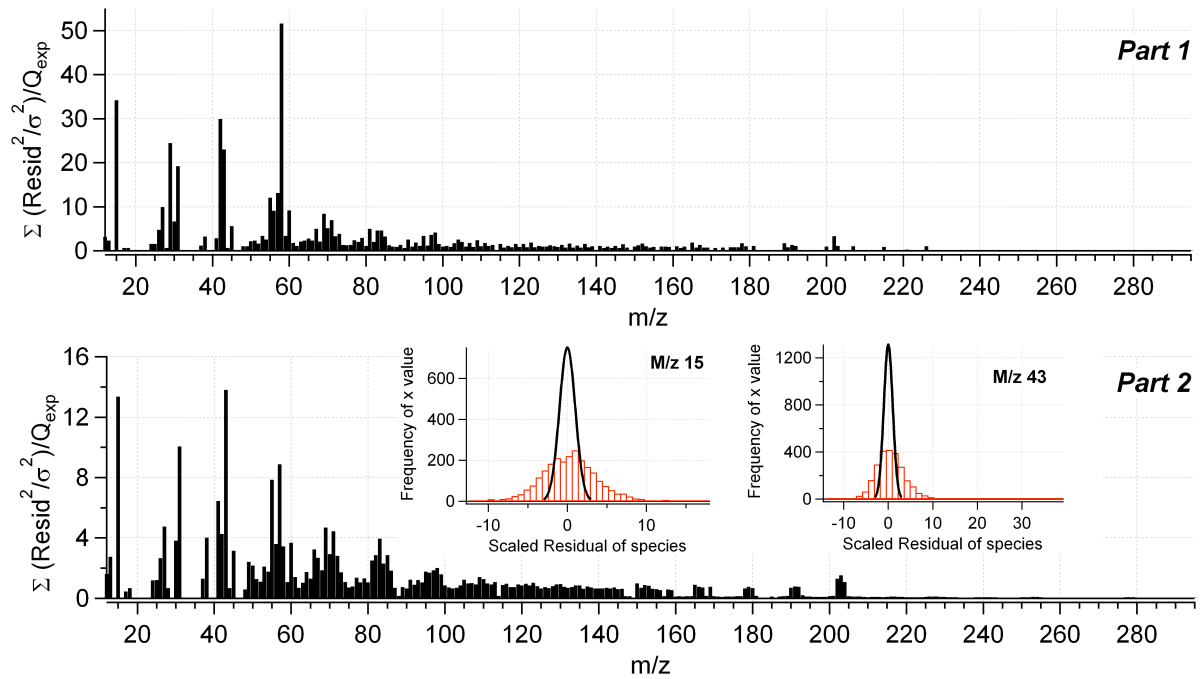 Part 1
Σ (Resid²/σ²)/Qexp
50
40
30
20
10
0
20 40 60 80 100 120 140 160 180 200 220 240 260 280
m/z
Part 2
Σ (Resid²/σ²)/Qexp
16
12
8
4
0
M/z 15
Frequency of x value
600
400
200
0
-10 0 10
Scaled Residual of species
M/z 43
Frequency of x value
1200
800
400
0
-10 0 10 20 30
Scaled Residual of species
20 40 60 80 100 120 140 160 180 200 220 240 260 280
m/z